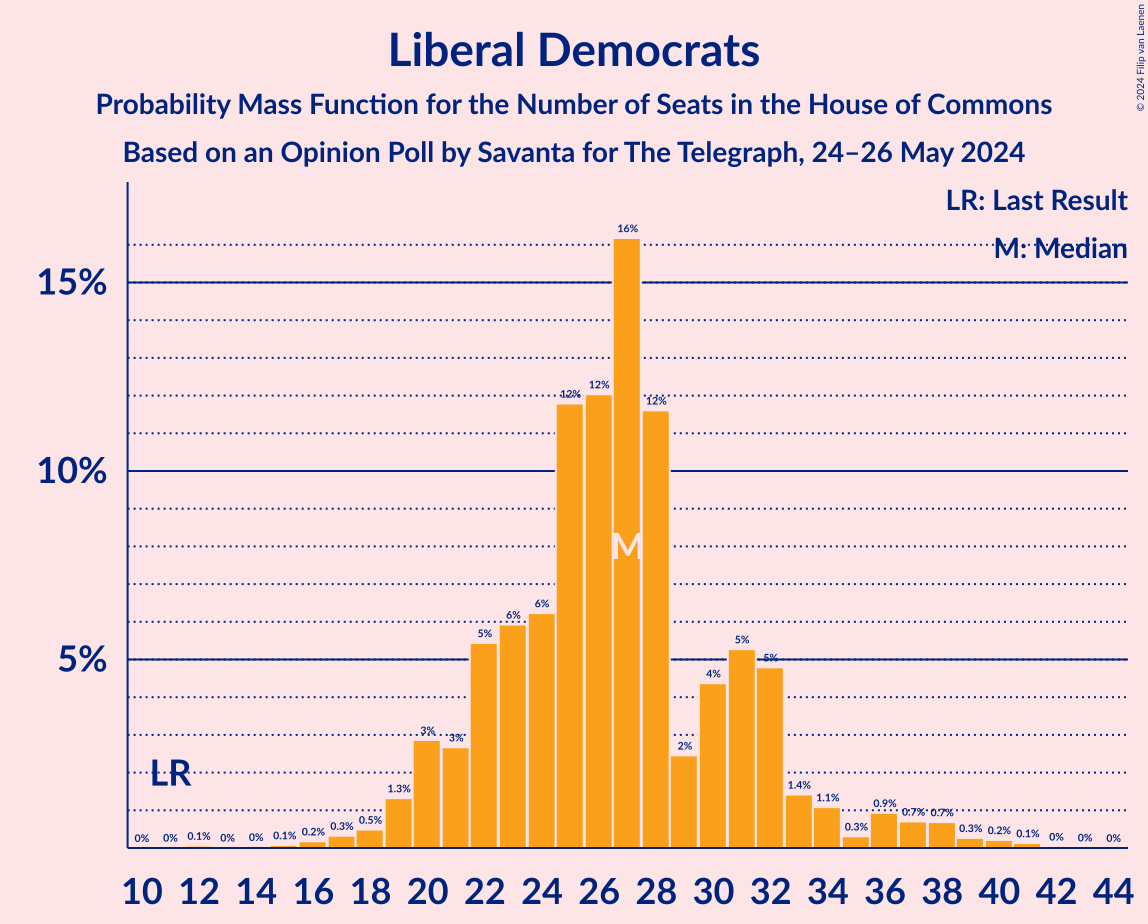 Liberal Democrats
Probability Mass Function for the Number of Seats in the House of Commons
Based on an Opinion Poll by Savanta for The Telegraph, 24–26 May 2024
© 2024 Filip van Laenen
LR: Last Result
M: Median
15%
10%
5%
LR
M
0% 0% 0.1% 0% 0% 0.1% 0.2% 0.3% 0.5% 1.3% 3% 3% 5% 6% 6% 12% 12% 16% 12% 2% 4% 5% 5% 1.4% 1.1% 0.3% 0.9% 0.7% 0.7% 0.3% 0.2% 0.1% 0% 0% 0%
10 12 14 16 18 20 22 24 26 28 30 32 34 36 38 40 42 44